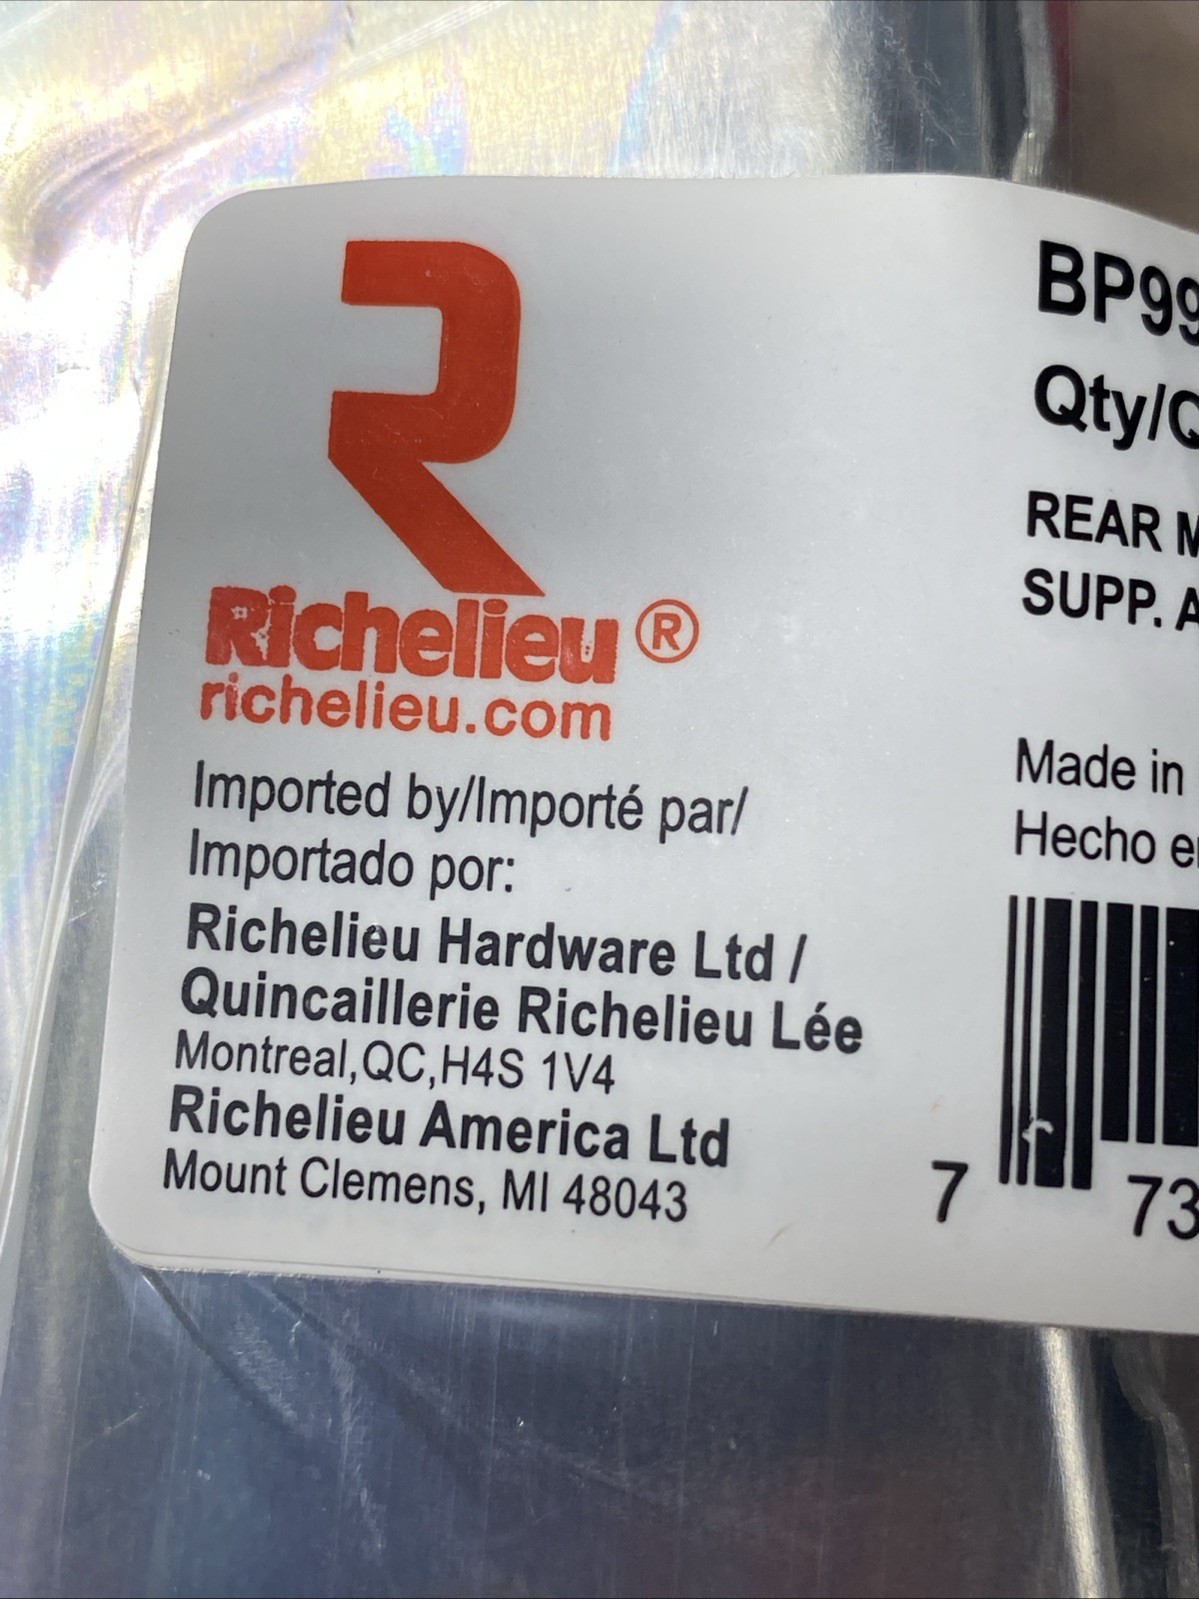 Richelieu ®
richelieu.com
Imported by/Importé par/
Importado por:
Richelieu Hardware Ltd /
Quincaillerie Richelieu Lée
Montreal,QC,H4S 1V4
Richelieu America Ltd
Mount Clemens, MI 48043
BP99
Qty/Q
REAR M
SUPP. A
Made in
Hecho e
7 73